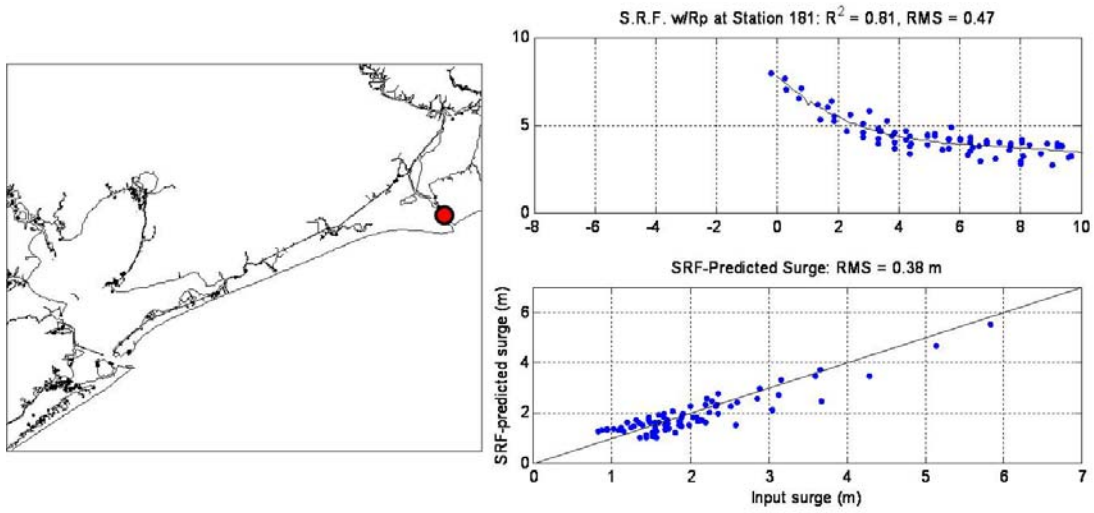 S.R.F. w/Rp at Station 181: R² = 0.81, RMS = 0.47
10
5
0
-8 -6 -4 -2 0 2 4 6 8 10
SRF-Predicted Surge: RMS = 0.38 m
SRF-predicted surge (m)
6
4
2
0
0 1 2 3 4 5 6 7
Input surge (m)